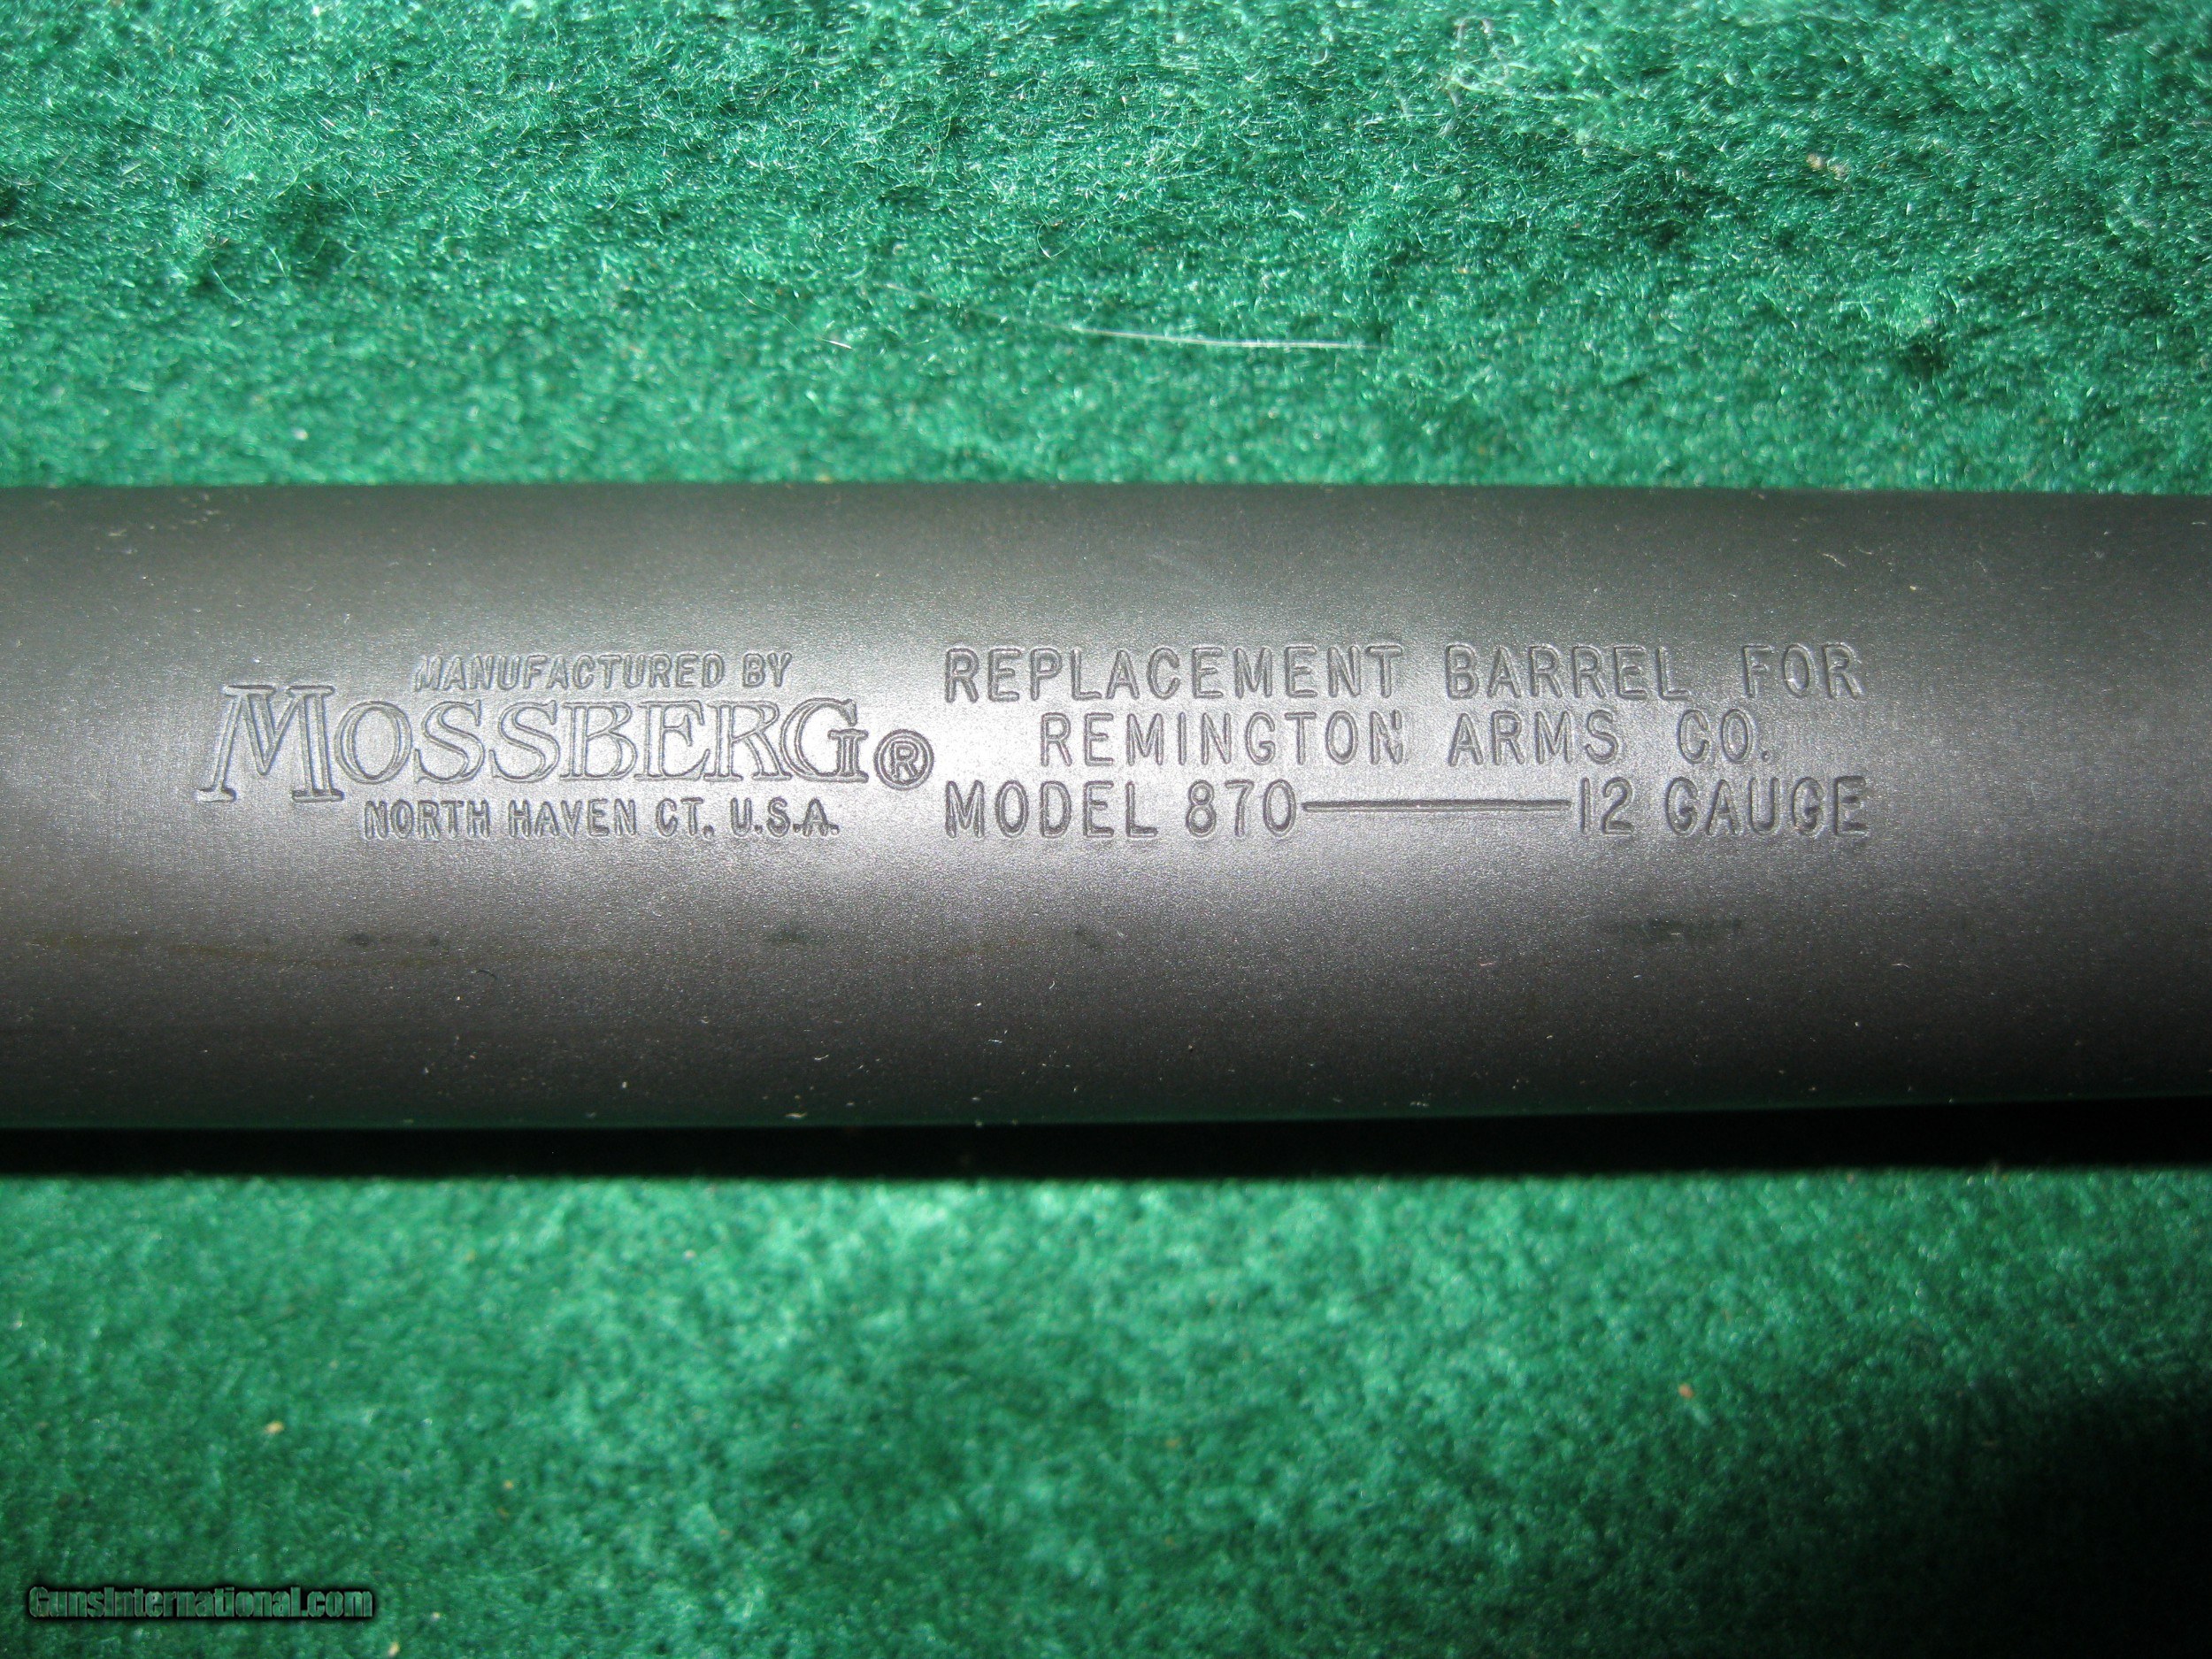 MANUFACTURED BY
MOSSBERG®
NORTH HAVEN CT. U.S.A.
REPLACEMENT BARREL FOR
REMINGTON ARMS CO.
MODEL 870—12 GAUGE
GunsInternational.com